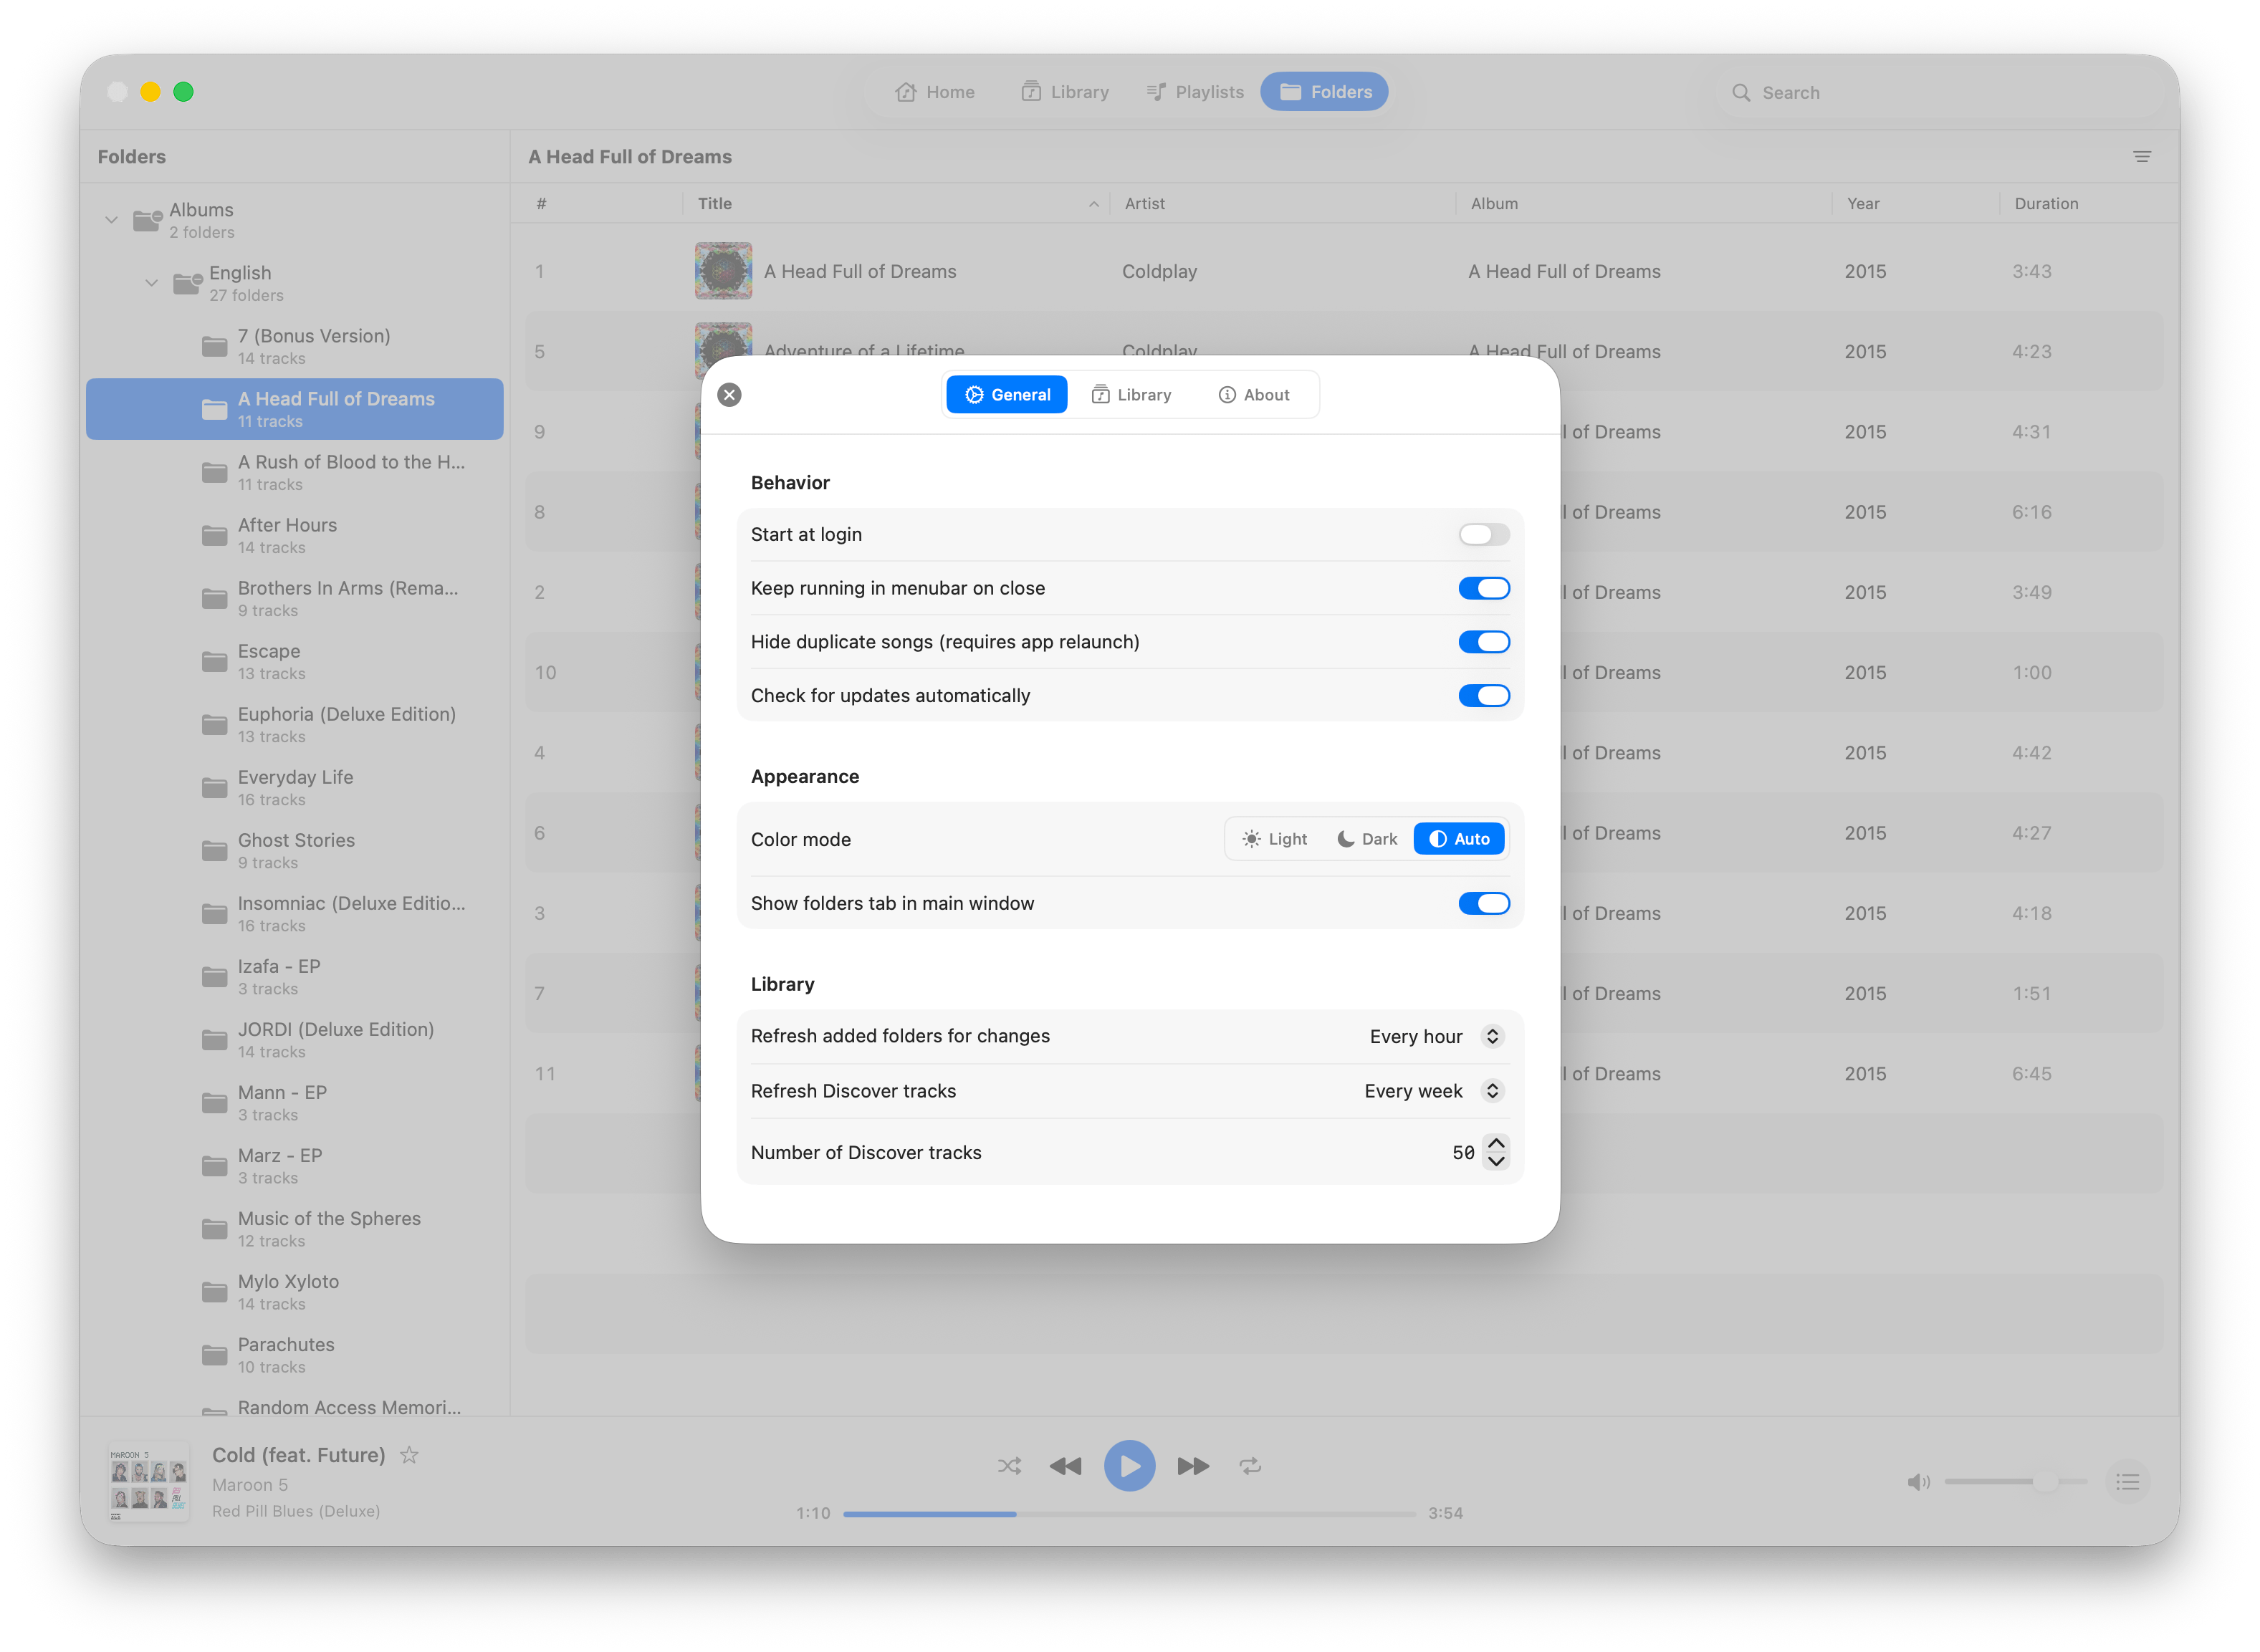 Home
Library
Playlists
Folders
Search
Folders
Albums
2 folders
English
27 folders
7 (Bonus Version)
14 tracks
A Head Full of Dreams
11 tracks
A Rush of Blood to the H...
11 tracks
After Hours
14 tracks
Brothers In Arms (Rema...
9 tracks
Escape
13 tracks
Euphoria (Deluxe Edition)
13 tracks
Everyday Life
16 tracks
Ghost Stories
9 tracks
Insomniac (Deluxe Editio...
16 tracks
Izafa - EP
3 tracks
JORDI (Deluxe Edition)
14 tracks
Mann - EP
3 tracks
Marz - EP
3 tracks
Music of the Spheres
12 tracks
Mylo Xyloto
14 tracks
Parachutes
10 tracks
Random Access Memori...
A Head Full of Dreams
# Title Artist Album Year Duration
1 A Head Full of Dreams Coldplay A Head Full of Dreams 2015 3:43
5 Adventure of a Lifetime Coldplay A Head Full of Dreams 2015 4:23
9 l of Dreams 2015 4:31
8 l of Dreams 2015 6:16
2 l of Dreams 2015 3:49
10 l of Dreams 2015 1:00
4 l of Dreams 2015 4:42
6 l of Dreams 2015 4:27
3 l of Dreams 2015 4:18
7 l of Dreams 2015 1:51
11 l of Dreams 2015 6:45
General
Library
About
Behavior
Start at login
Keep running in menubar on close
Hide duplicate songs (requires app relaunch)
Check for updates automatically
Appearance
Color mode Light Dark Auto
Show folders tab in main window
Library
Refresh added folders for changes Every hour
Refresh Discover tracks Every week
Number of Discover tracks 50
MAROON 5
Cold (feat. Future)
Maroon 5
Red Pill Blues (Deluxe)
1:10
3:54